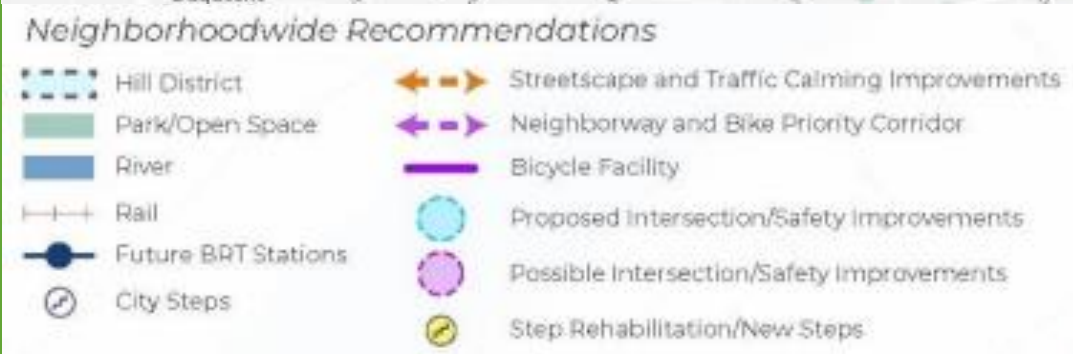 Neighborhoodwide Recommendations
Hill District
Park/Open Space
River
Rail
Future BRT Stations
City Steps
Streetscape and Traffic Calming Improvements
Neighborway and Bike Priority Corridor
Bicycle Facility
Proposed Intersection/Safety Improvements
Possible Intersection/Safety Improvements
Step Rehabilitation/New Steps